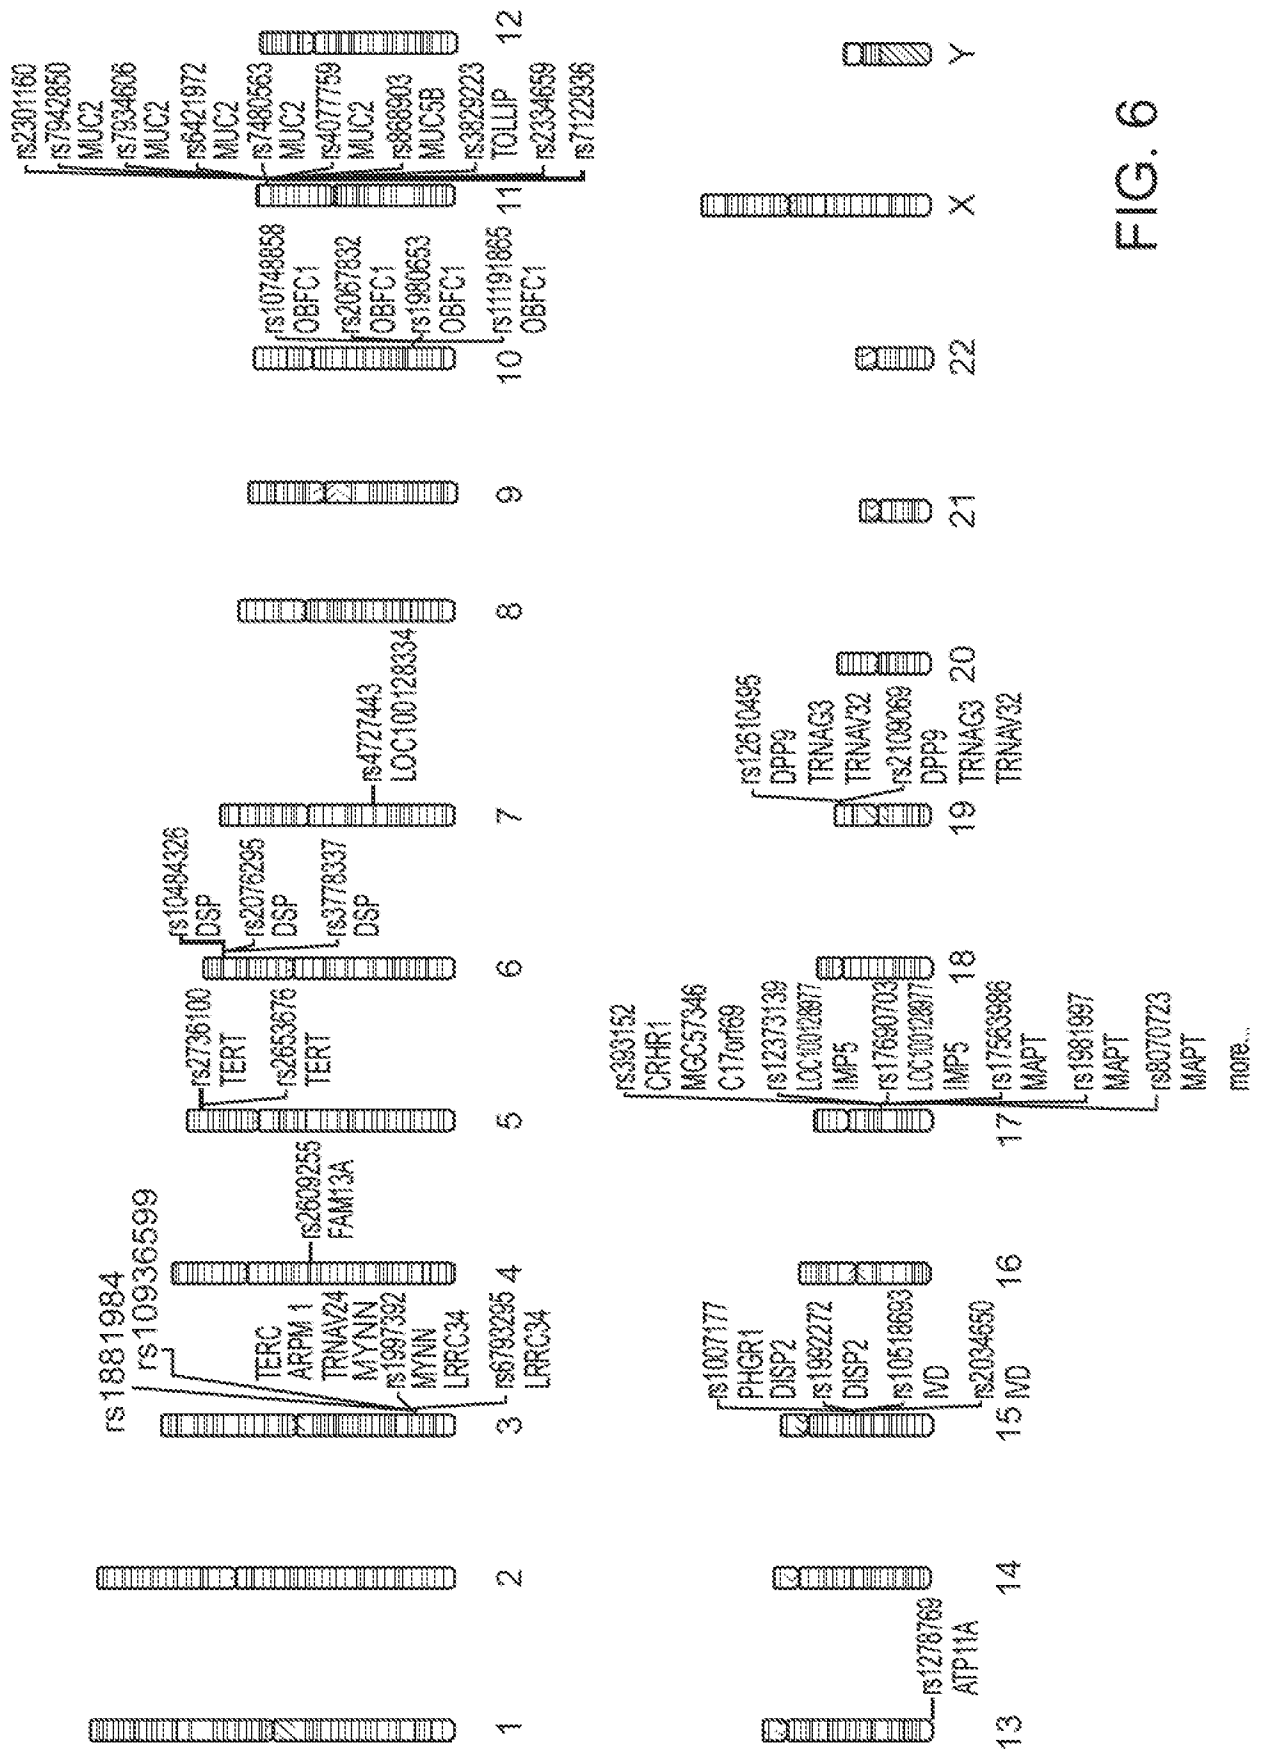 rs1881984
rs10936599
TERC
ARPM 1
TRNAV24
MYNN
rs1997392
MYNN
LRRC34
rs6793295
LRRC34
rs2609255
FAM13A
rs2736100
TERT
rs2853676
TERT
rs10484326
DSP
rs2076295
DSP
rs3778337
DSP
rs4727443
LOC100128334
rs10748858
OBFC1
rs2067832
OBFC1
rs1980653
OBFC1
rs11191865
OBFC1
rs2301160
rs7942850
MUC2
rs7934606
MUC2
rs6421972
MUC2
rs7480563
MUC2
rs4077759
MUC2
rs868903
MUC5B
rs3829223
TOLLIP
rs2334659
rs7122936
1 2 3 4 5 6 7 8 9 10 11 12
rs1278769
ATP11A
rs1007177
PHGR1
DISP2
rs1992272
DISP2
rs10518693
IVD
rs2034650
IVD
rs393152
CRHR1
MGC57346
C17orf69
rs12373139
LOC100128977
IMP5
rs17690703
LOC100128977
IMP5
rs17563986
MAPT
rs1981997
MAPT
rs8070723
MAPT
more...
rs12610495
DPP9
TRNAG3
TRNAV32
rs2109069
DPP9
TRNAG3
TRNAV32
13 14 15 16 17 18 19 20 21 22 X Y
FIG. 6